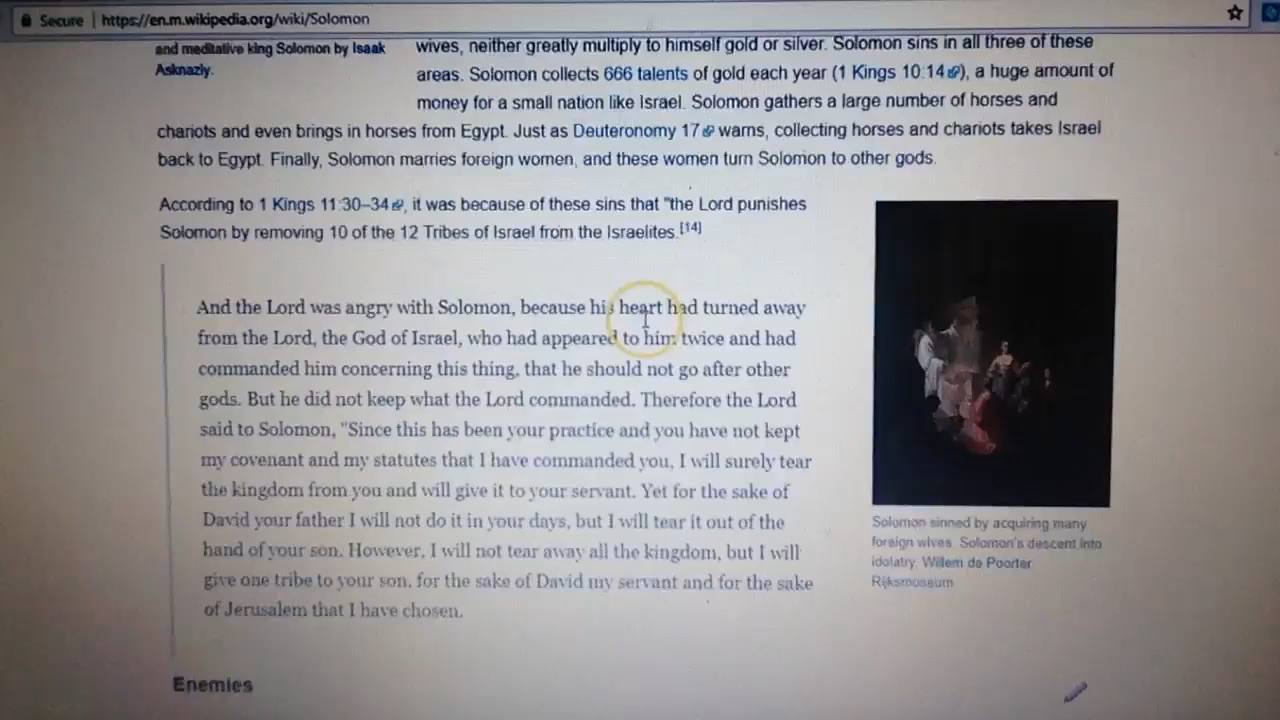 Secure | https://en.m.wikipedia.org/wiki/Solomon
and meditative king Solomon by Isaak
Asknaziy.
wives, neither greatly multiply to himself gold or silver. Solomon sins in all three of these
areas. Solomon collects 666 talents of gold each year (1 Kings 10:14), a huge amount of
money for a small nation like Israel. Solomon gathers a large number of horses and
chariots and even brings in horses from Egypt. Just as Deuteronomy 17 warns, collecting horses and chariots takes Israel
back to Egypt. Finally, Solomon marries foreign women, and these women turn Solomon to other gods.
According to 1 Kings 11:30–34, it was because of these sins that "the Lord punishes
Solomon by removing 10 of the 12 Tribes of Israel from the Israelites.[14]
And the Lord was angry with Solomon, because his heart had turned away
from the Lord, the God of Israel, who had appeared to him twice and had
commanded him concerning this thing, that he should not go after other
gods. But he did not keep what the Lord commanded. Therefore the Lord
said to Solomon, "Since this has been your practice and you have not kept
my covenant and my statutes that I have commanded you, I will surely tear
the kingdom from you and will give it to your servant. Yet for the sake of
David your father I will not do it in your days, but I will tear it out of the
hand of your son. However, I will not tear away all the kingdom, but I will
give one tribe to your son, for the sake of David my servant and for the sake
of Jerusalem that I have chosen.
Solomon sinned by acquiring many
foreign wives. Solomon's descent into
idolatry. Willem de Poorter
Rijksmuseum
Enemies